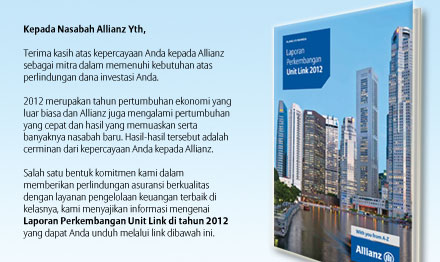 Kepada Nasabah Allianz Yth,
Terima kasih atas kepercayaan Anda kepada Allianz
sebagai mitra dalam memenuhi kebutuhan atas
perlindungan dana investasi Anda.
2012 merupakan tahun pertumbuhan ekonomi yang
luar biasa dan Allianz juga mengalami pertumbuhan
yang cepat dan hasil yang memuaskan serta
banyaknya nasabah baru. Hasil-hasil tersebut adalah
cerminan dari kepercayaan Anda kepada Allianz.
Salah satu bentuk komitmen kami dalam
memberikan perlindungan asuransi berkualitas
dengan layanan pengelolaan keuangan terbaik di
kelasnya, kami menyajikan informasi mengenai
Laporan Perkembangan Unit Link di tahun 2012
yang dapat Anda unduh melalui link dibawah ini.
Laporan
Perkembangan
Unit Link 2012
With you from A-Z
Allianz